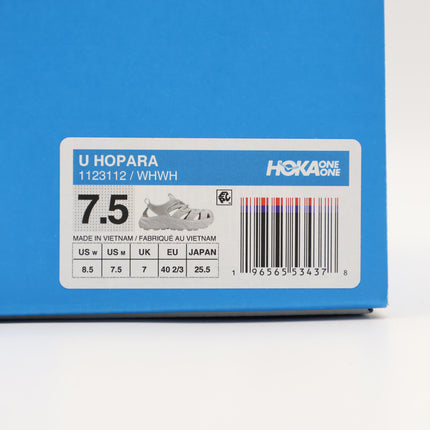 U HOPARA
1123112 / WHWH
HOKA ONE ONE
7.5
MADE IN VIETNAM / FABRIQUÉ AU VIETNAM
US W US M UK EU JAPAN
8.5 7.5 7 40 2/3 25.5
1 96565 53437 8